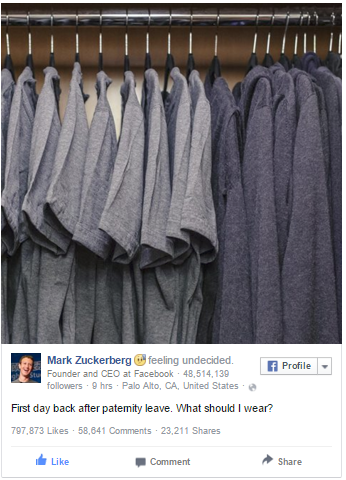 Mark Zuckerberg feeling undecided.
Founder and CEO at Facebook · 48,514,139
followers · 9 hrs · Palo Alto, CA, United States ·
Profile
First day back after paternity leave. What should I wear?
797,873 Likes · 58,641 Comments · 23,211 Shares
Like Comment Share